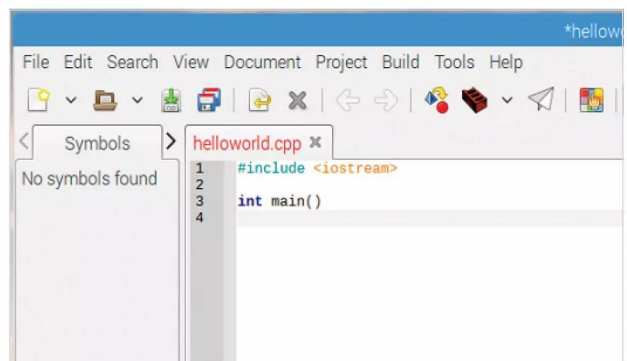 *hellow
File Edit Search View Document Project Build Tools Help
Symbols
helloworld.cpp
No symbols found
1 #include <iostream>
2
3 int main()
4